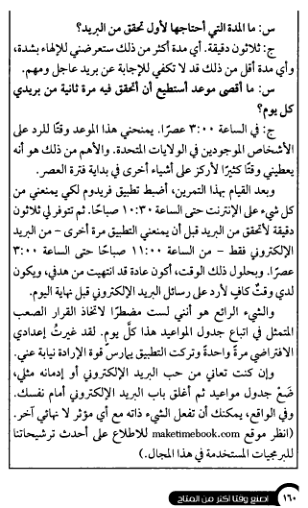 س: ما المدة التي أحتاجها لأول تحقق من البريد؟
ج: ثلاثون دقيقة. أي مدة أكثر من ذلك ستعرضني للإلهاء بشدة،
وأي مدة أقل من ذلك قد لا تكفي للإجابة عن بريد عاجل ومهم.
س: ما أقصى موعد أستطيع أن أتحقق فيه مرة ثانية من بريدي
كل يوم؟
ج: في الساعة ٣:٠٠ عصرًا. يمنحني هذا الموعد وقتًا للرد على
الأشخاص الموجودين في الولايات المتحدة. والأهم من ذلك هو أنه
يعطيني وقتًا كثيرًا لأركز على أشياء أخرى في بداية فترة العصر.
وبعد القيام بهذا التمرين، أضبط تطبيق فريدوم لكي يمنعني من
كل شيء على الإنترنت حتى الساعة ١٠:٣٠ صباحًا. ثم تتوفر لي ثلاثون
دقيقة لأتحقق من البريد قبل أن يمنعني التطبيق مرة أخرى – من البريد
الإلكتروني فقط – من الساعة ١١:٠٠ صباحًا حتى الساعة ٣:٠٠
عصرًا. وبحلول ذلك الوقت، أكون عادة قد انتهيت من هدفي، ويكون
لدي وقتٌ كافٍ لأرد على رسائل البريد الإلكتروني قبل نهاية اليوم.
والشيء الرائع هو أنني لست مضطرًا لاتخاذ القرار الصعب
المتمثل في اتباع جدول المواعيد هذا كلَّ يوم. لقد غيرتُ إعدادي
الافتراضي مرةً واحدةً وتركت التطبيق يمارس قوة الإرادة نيابة عني.
وإن كنت تعاني من حب البريد الإلكتروني أو إدمانه مثلي،
ضَعْ جدول مواعيد ثم أغلق باب البريد الإلكتروني أمام نفسك.
وفي الواقع، يمكنك أن تفعل الشيء ذاته مع أي مؤثر لا نهائي آخر.
(انظر موقع maketimebook.com للاطلاع على أحدث ترشيحاتنا
للبرمجيات المستخدمة في هذا المجال.)
١٦٠ اصنع وقتا أكثر من المتاح